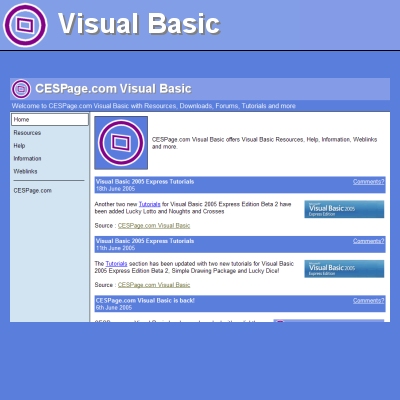 Visual Basic
CESPage.com Visual Basic
Welcome to CESPage.com Visual Basic with Resources, Downloads, Forums, Tutorials and more
Home
Resources
Help
Information
Weblinks
CESPage.com
CESPage.com Visual Basic offers Visual Basic Resources, Help, Information, Weblinks
and more.
Visual Basic 2005 Express Tutorials Comments?
18th June 2005
Another two new Tutorials for Visual Basic 2005 Express Edition Beta 2 have
been added Lucky Lotto and Noughts and Crosses
Visual Basic 2005
Express Edition
Source : CESPage.com Visual Basic
Visual Basic 2005 Express Tutorials Comments?
11th June 2005
The Tutorials section has been updated with two new tutorials for Visual Basic
2005 Express Edition Beta 2. Simple Drawing Package and Lucky Dice!
Visual Basic 2005
Express Edition
Source : CESPage.com Visual Basic
CESPage.com Visual Basic is back! Comments?
6th June 2005